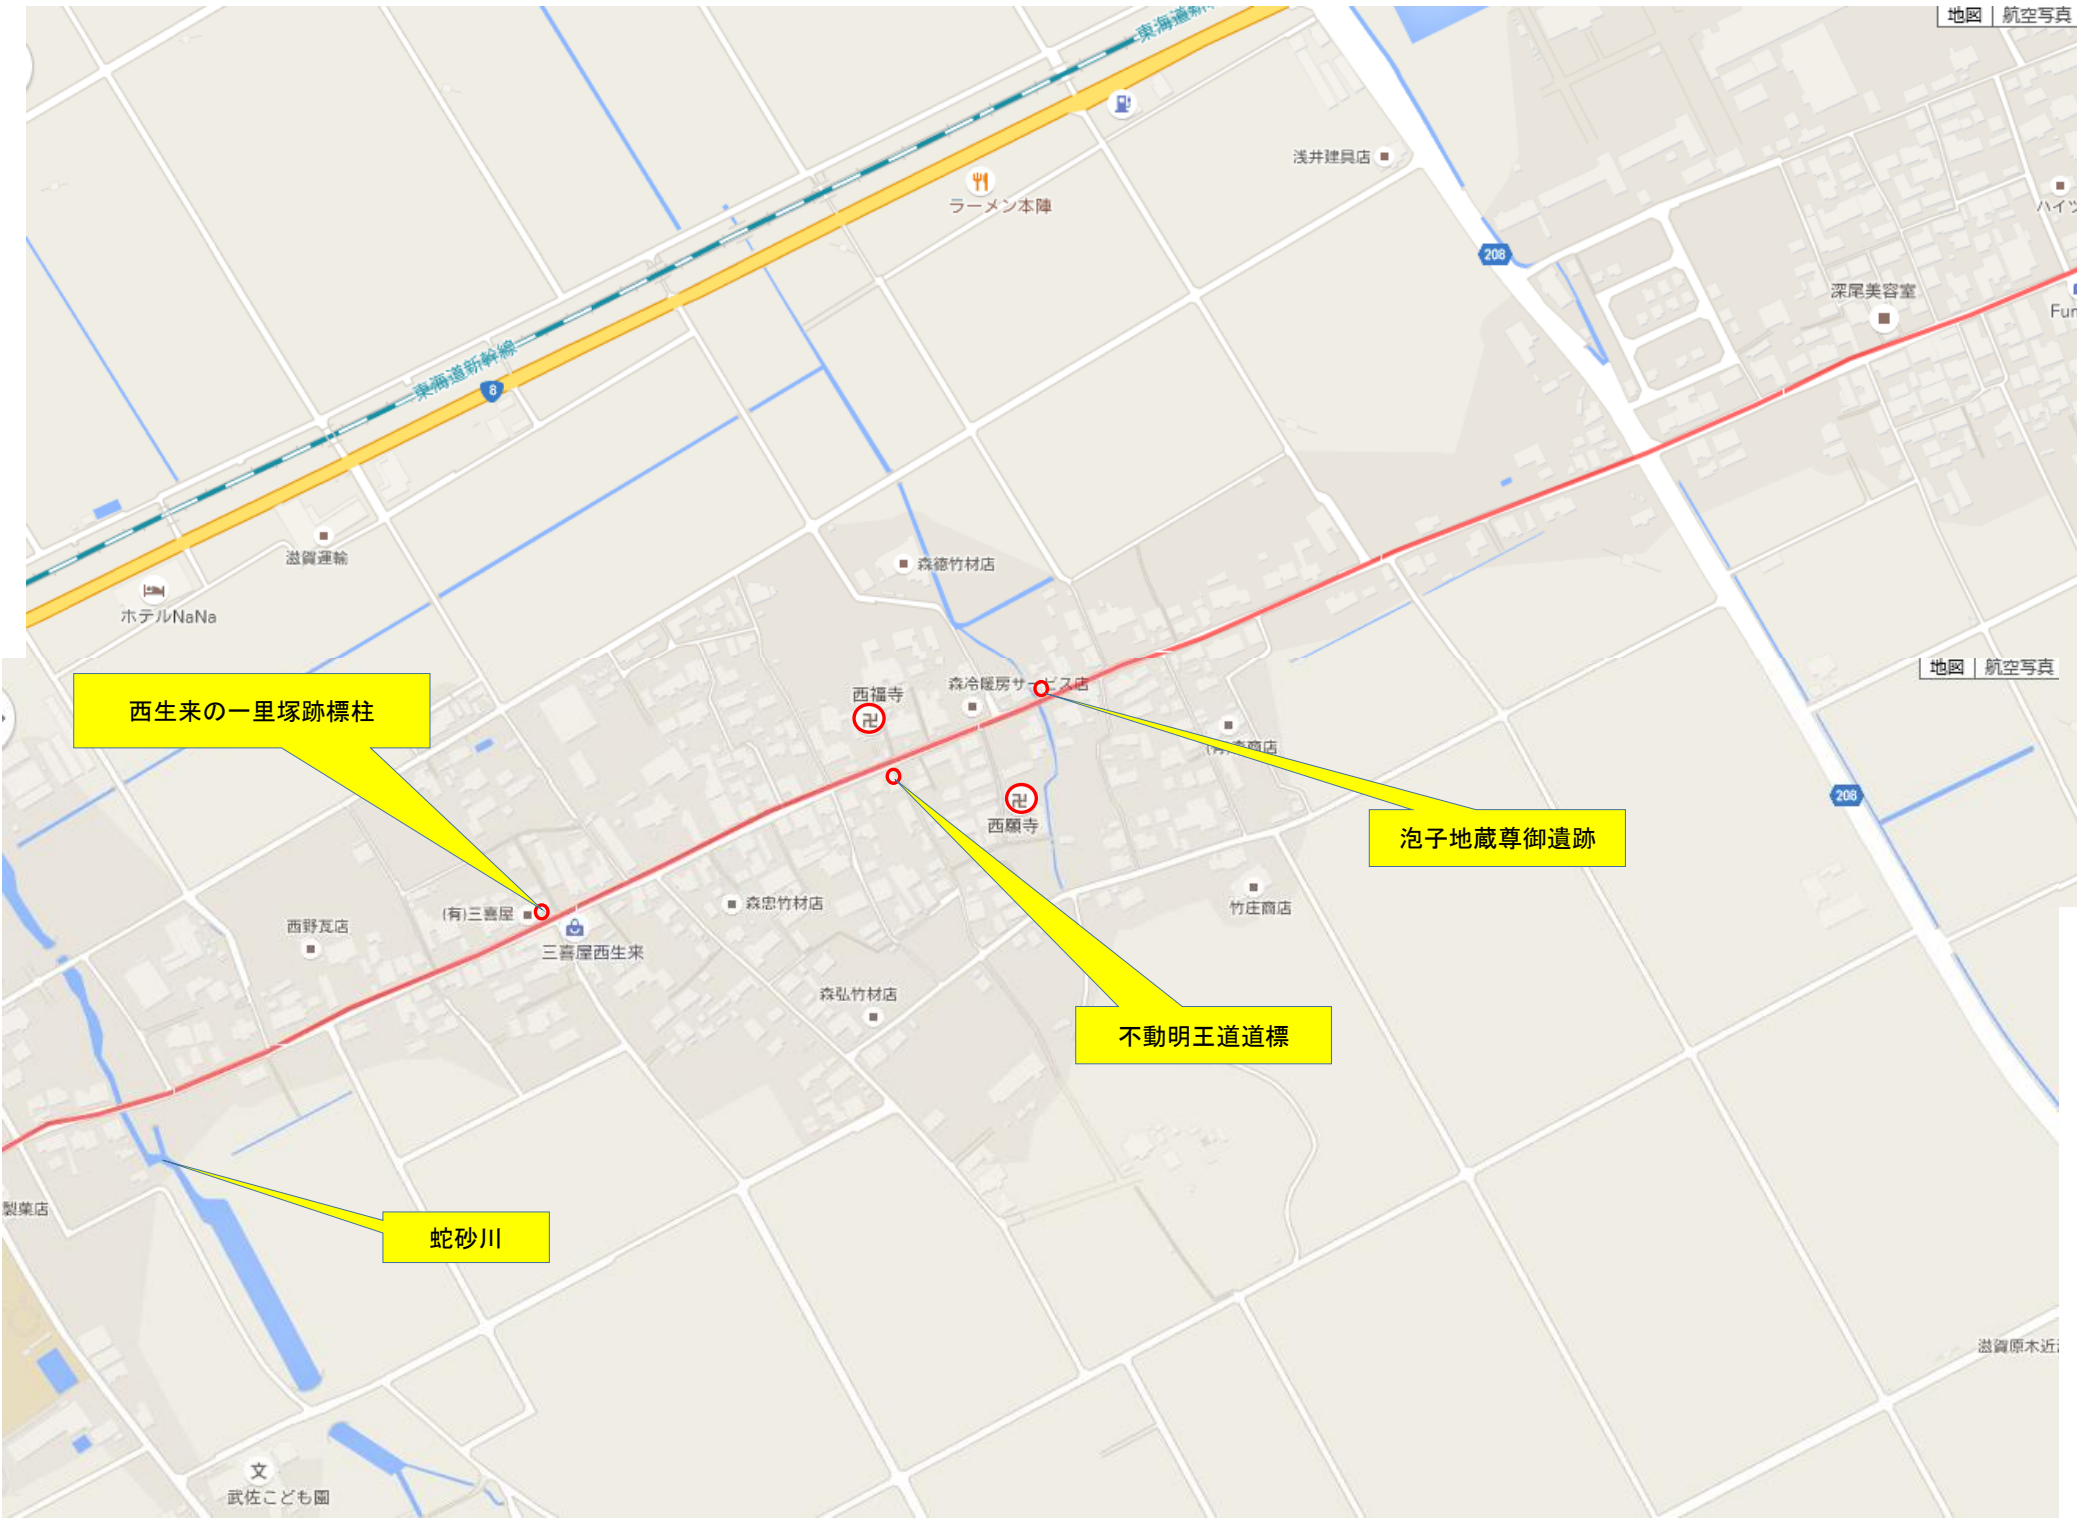 地図 | 航空写真
東海道新幹
浅井建具店
ラーメン本陣
ハイツ
208
深尾美容室
Fun
東海道新幹線
8
滋賀運輸
森徳竹材店
ホテルNaNa
地図 | 航空写真
西生来の一里塚跡標柱
西福寺
森冷暖房サービス店
卍
卍
西願寺
208
泡子地蔵尊御遺跡
竹庄商店
森忠竹材店
(有)三喜屋
西野瓦店
三喜屋西生来
森弘竹材店
不動明王道道標
製菓店
蛇砂川
滋賀原木近
文
武佐こども園